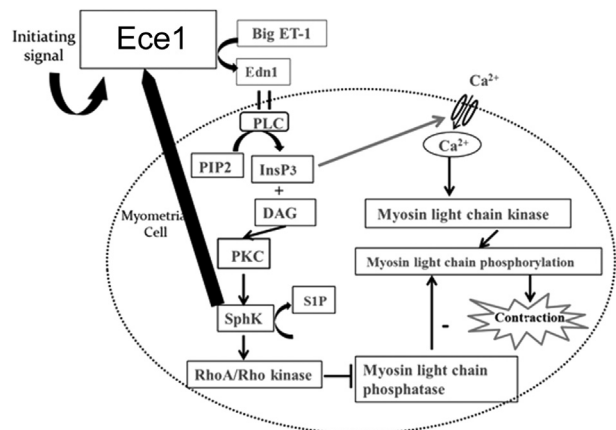 Initiating
signal
Ece1
Big ET-1
Edn1
PLC
PIP2
InsP3
+
DAG
PKC
Myometria
Cell
SphK
S1P
RhoA/Rho kinase
Ca²⁺
Ca²⁺
Myosin light chain kinase
Myosin light chain phosphorylation
Contraction
-
Myosin light chain
phosphatase